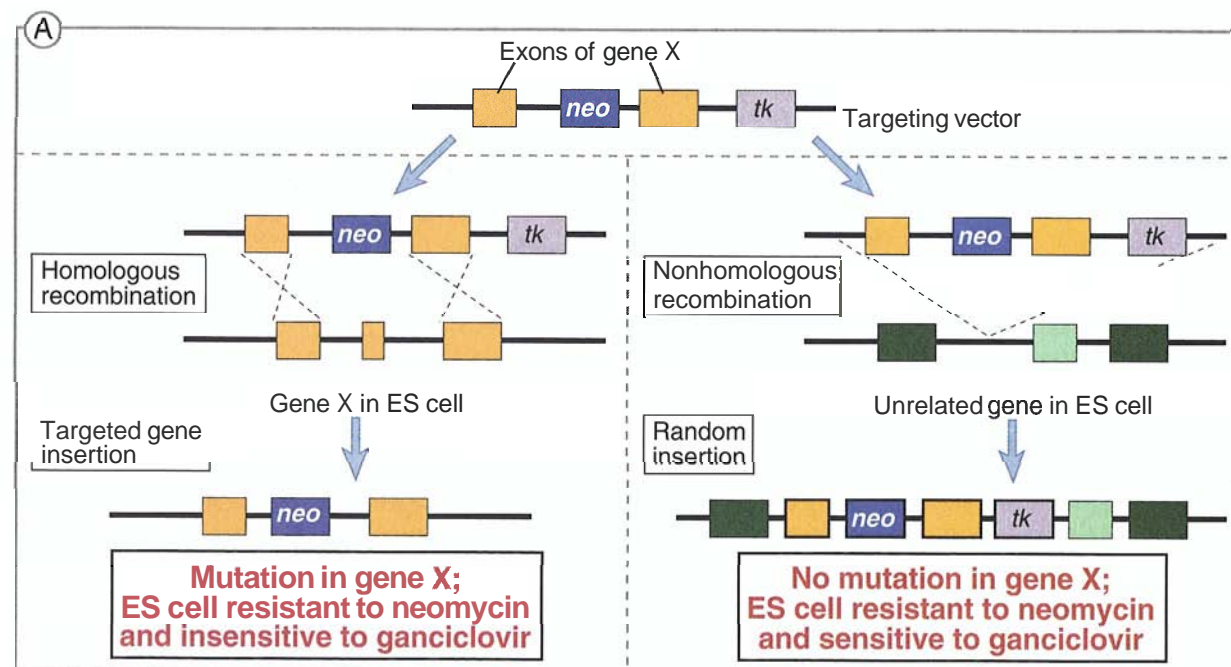 A
Exons of gene X
neo
tk
Targeting vector
neo
tk
Homologous
recombination
Gene X in ES cell
Targeted gene
insertion
neo
Mutation in gene X;
ES cell resistant to neomycin
and insensitive to ganciclovir
neo
tk
Nonhomologous
recombination
Unrelated gene in ES cell
Random
insertion
neo
tk
No mutation in gene X;
ES cell resistant to neomycin
and sensitive to ganciclovir